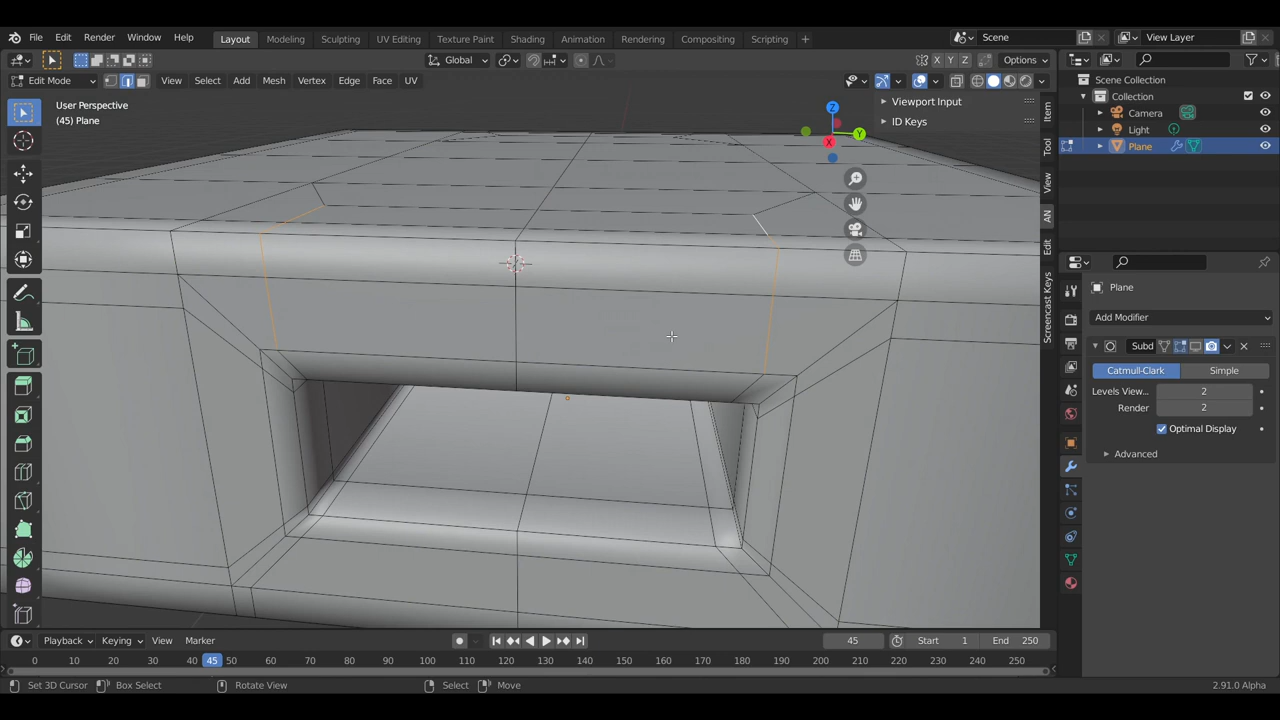 File Edit Render Window Help Layout Modeling Sculpting UV Editing Texture Paint Shading Animation Rendering Compositing Scripting + Scene View Layer
Global X Y Z Options
Edit Mode View Select Add Mesh Vertex Edge Face UV
User Perspective
(45) Plane
Viewport Input
ID Keys
Z
Y
X
Item
Tool
View
AN
Edit
Screencast Keys
Scene Collection
Collection
Camera
Light
Plane
Plane
Add Modifier
Subd
Catmull-Clark Simple
Levels View... 2
Render 2
Optimal Display
Advanced
Playback Keying View Marker 45 Start 1 End 250
0 10 20 30 40 45 50 60 70 80 90 100 110 120 130 140 150 160 170 180 190 200 210 220 230 240 250
Set 3D Cursor Box Select Rotate View Select Move 2.91.0 Alpha